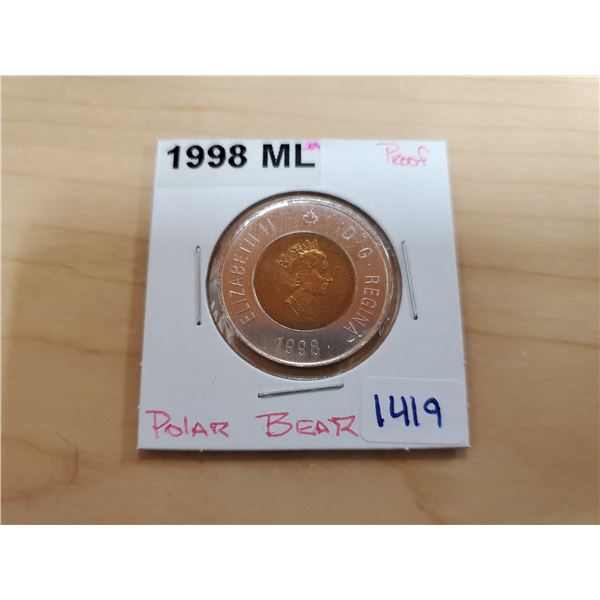 1998 ML
Proof
ELIZABETH II D·G·REGINA
1998
POLAR BEAR
1419